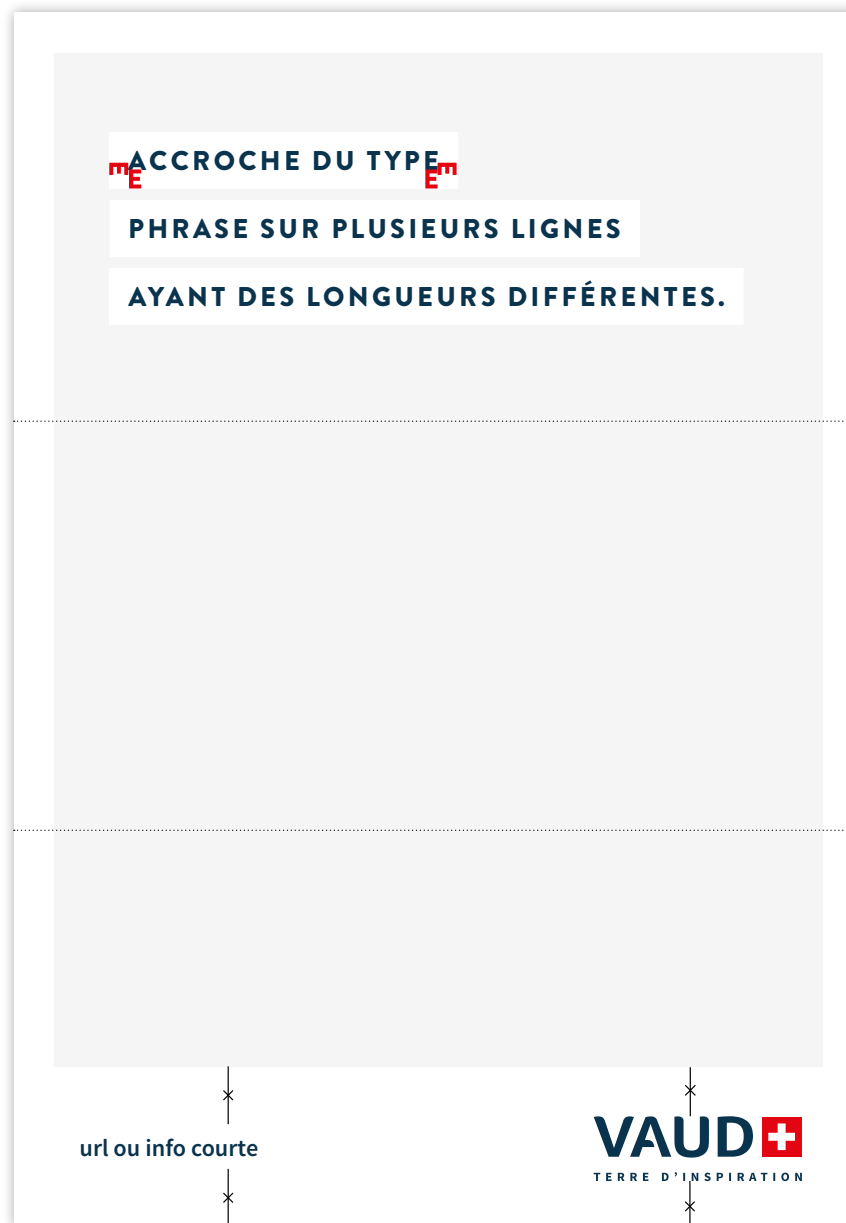 ACCROCHE DU TYPE
E E
E E
PHRASE SUR PLUSIEURS LIGNES
AYANT DES LONGUEURS DIFFÉRENTES.
url ou info courte
VAUD
TERRE D’INSPIRATION